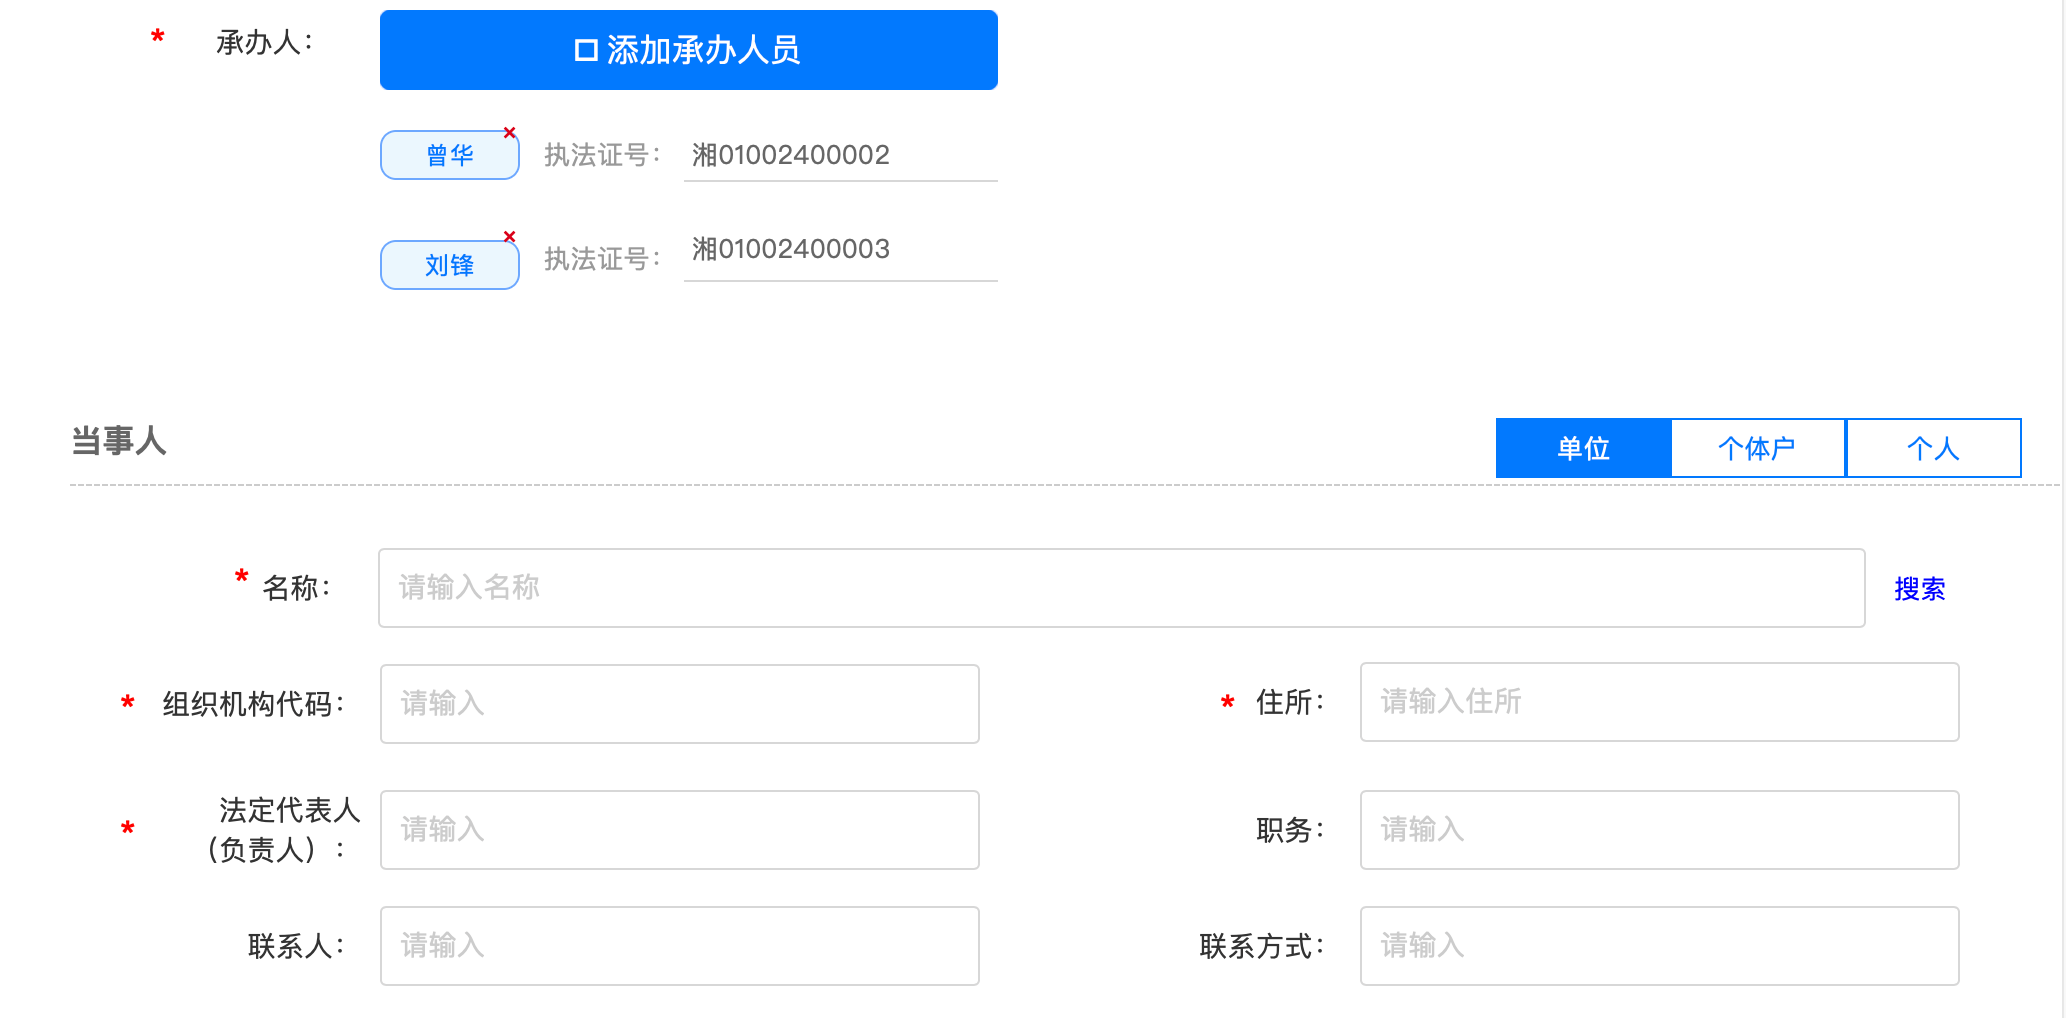 * 承办人：
口 添加承办人员
曾华 × 执法证号： 湘01002400002
刘锋 × 执法证号： 湘01002400003
当事人
单位 个体户 个人
* 名称： 请输入名称 搜索
* 组织机构代码： 请输入
* 住所： 请输入住所
* 法定代表人
（负责人）： 请输入
职务： 请输入
联系人： 请输入
联系方式： 请输入